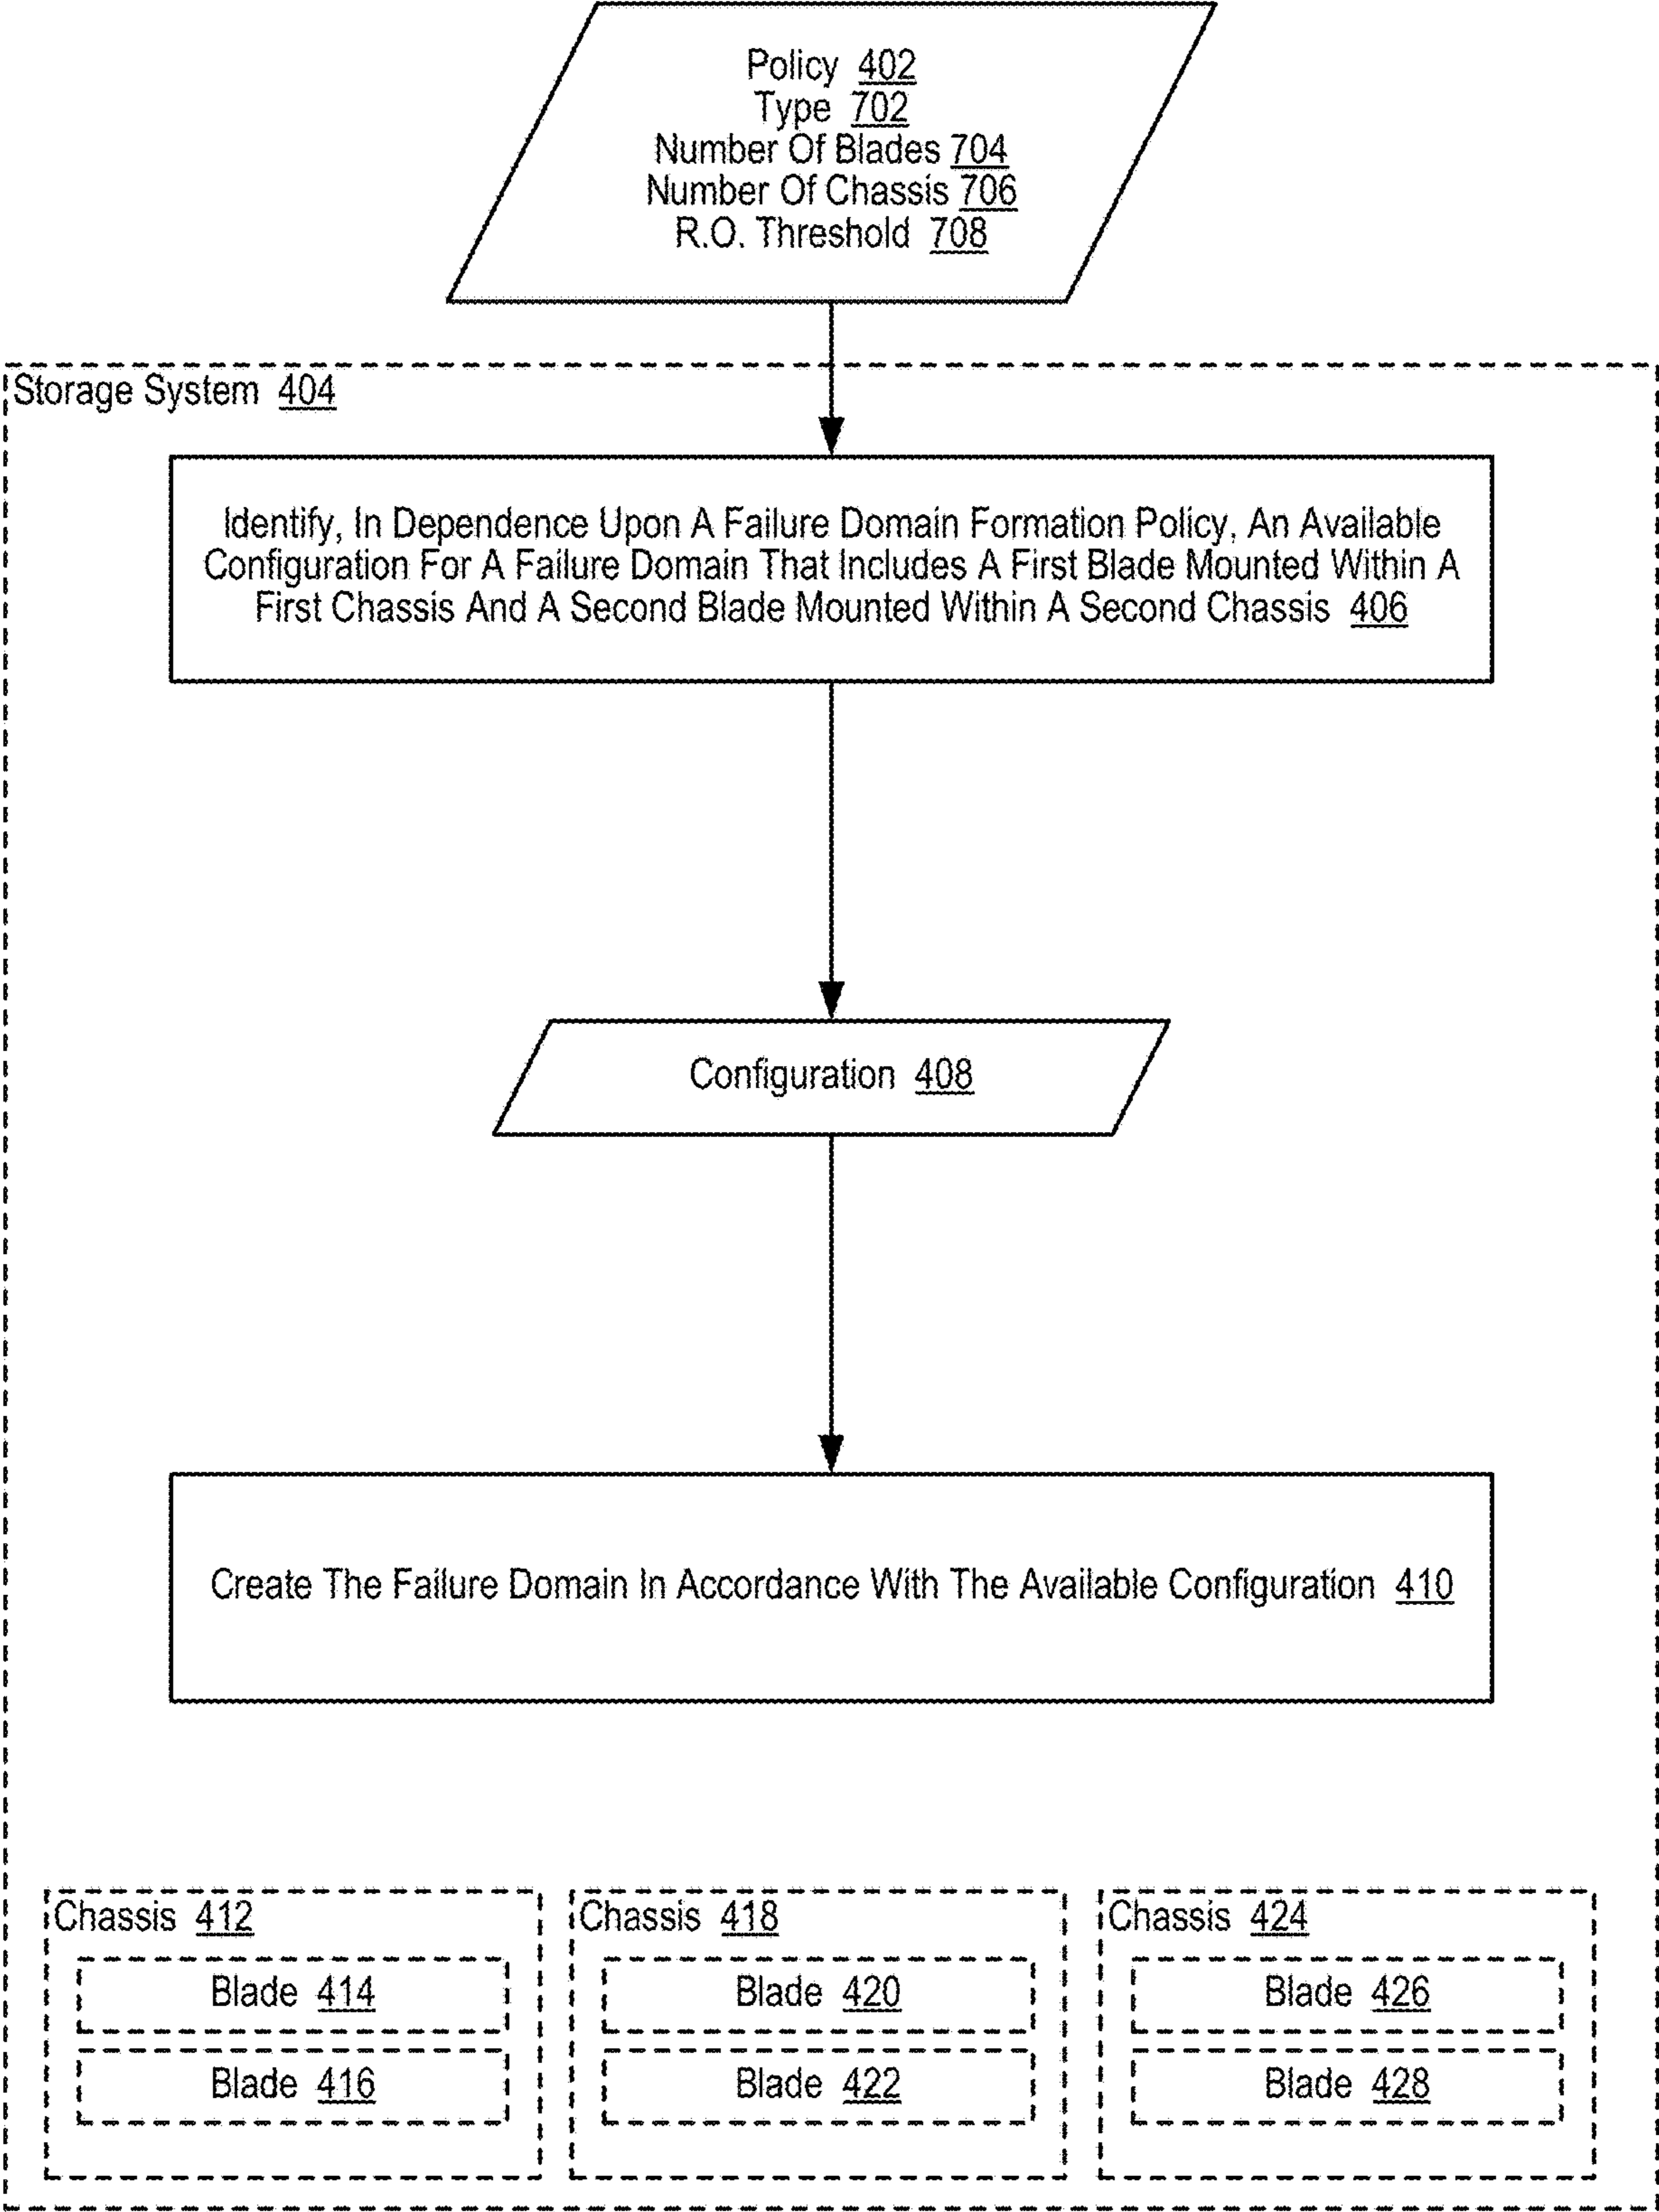 Policy 402
Type 702
Number Of Blades 704
Number Of Chassis 706
R.O. Threshold 708
Storage System 404
Identify, In Dependence Upon A Failure Domain Formation Policy, An Available
Configuration For A Failure Domain That Includes A First Blade Mounted Within A
First Chassis And A Second Blade Mounted Within A Second Chassis 406
Configuration 408
Create The Failure Domain In Accordance With The Available Configuration 410
Chassis 412
Blade 414
Blade 416
Chassis 418
Blade 420
Blade 422
Chassis 424
Blade 426
Blade 428